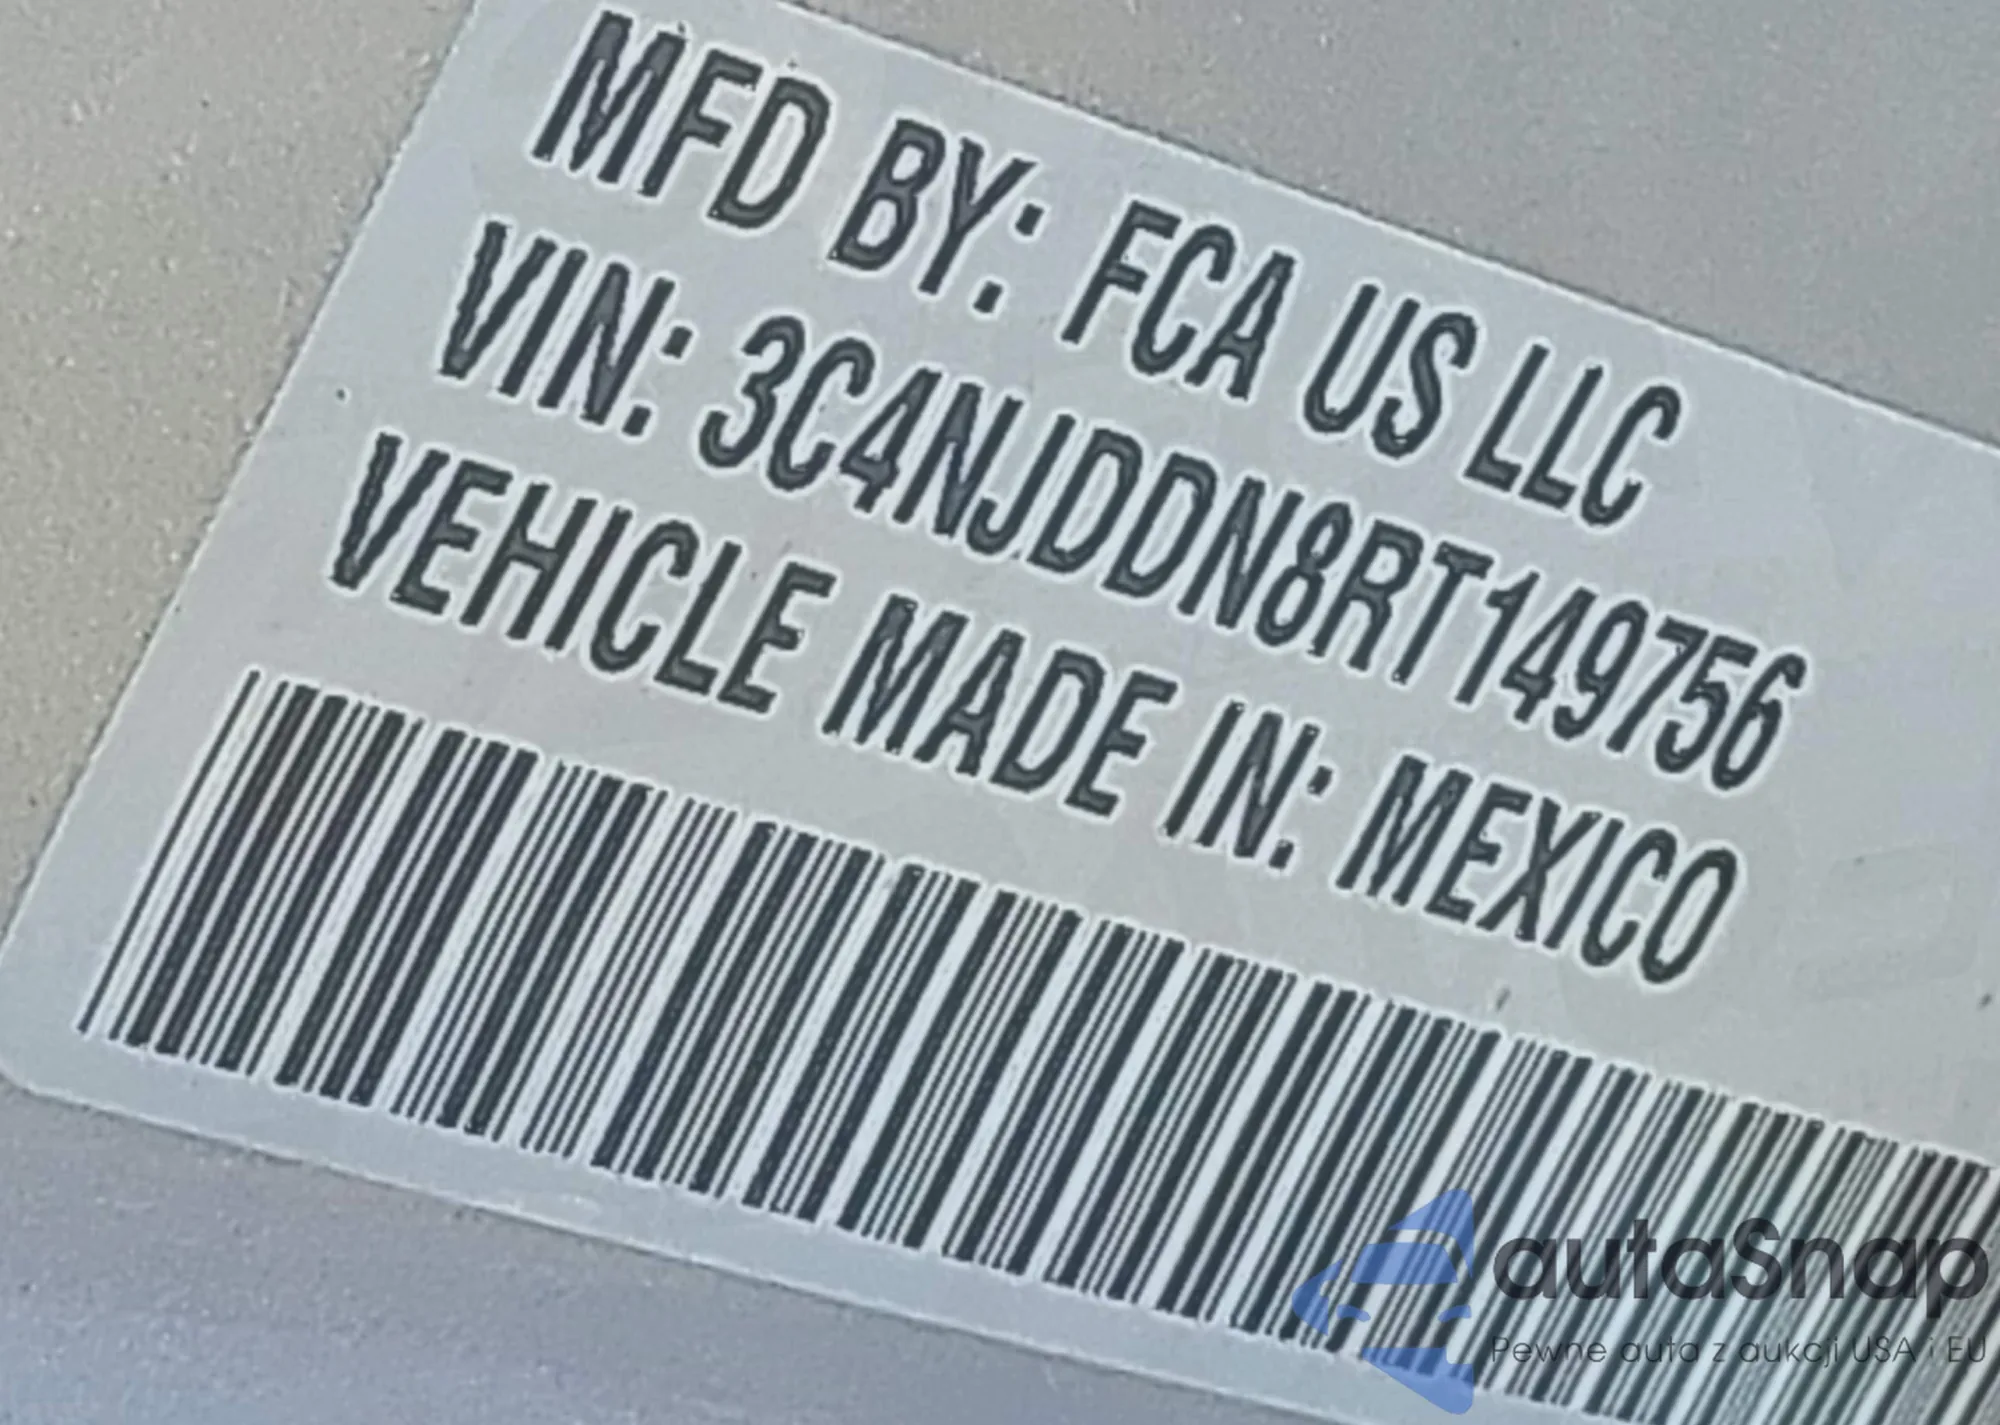 MFD BY: FCA US LLC
VIN: 3C4NJDDN8RT149756
VEHICLE MADE IN: MEXICO
autaSnap
Pewne auta z aukcji USA i EU